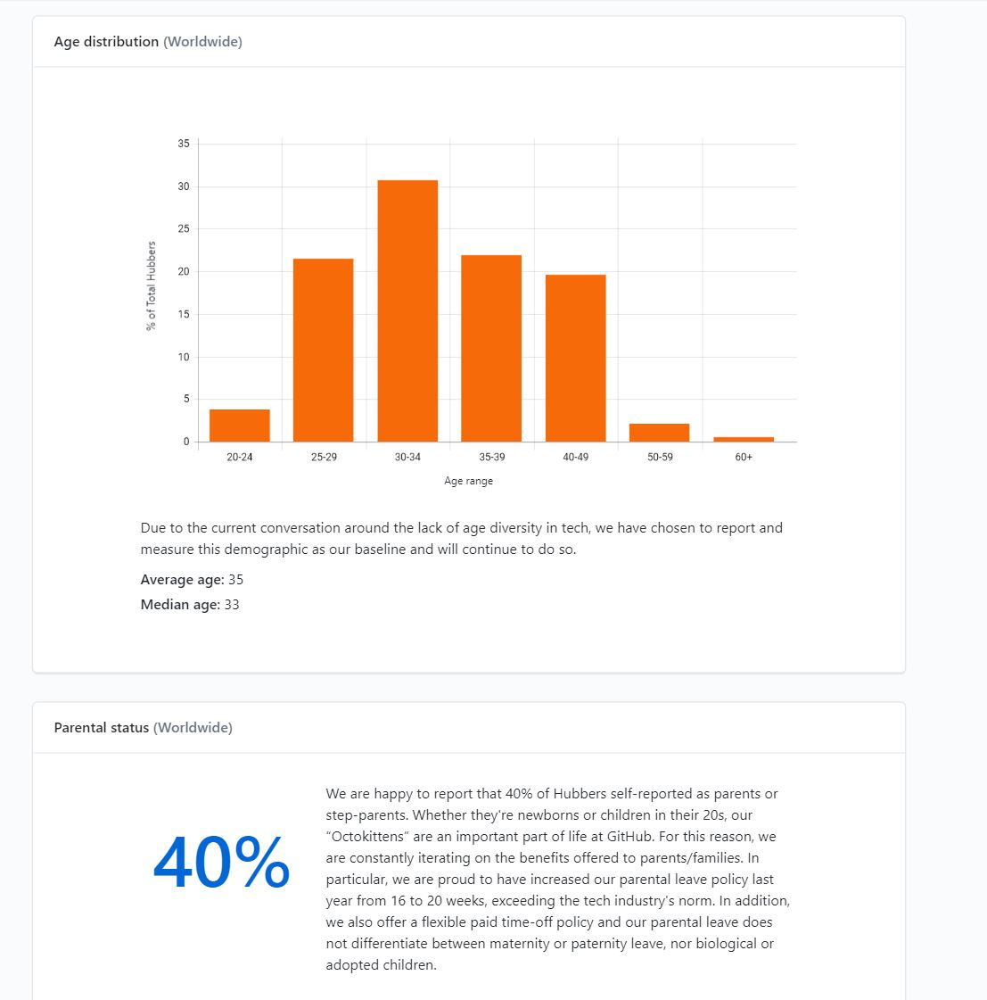 Age distribution (Worldwide)
35
30
25
20
15
10
5
0
% of Total Hubbers
20-24 25-29 30-34 35-39 40-49 50-59 60+
Age range
Due to the current conversation around the lack of age diversity in tech, we have chosen to report and
measure this demographic as our baseline and will continue to do so.
Average age: 35
Median age: 33
Parental status (Worldwide)
40%
We are happy to report that 40% of Hubbers self-reported as parents or
step-parents. Whether they're newborns or children in their 20s, our
“Octokittens” are an important part of life at GitHub. For this reason, we
are constantly iterating on the benefits offered to parents/families. In
particular, we are proud to have increased our parental leave policy last
year from 16 to 20 weeks, exceeding the tech industry's norm. In addition,
we also offer a flexible paid time-off policy and our parental leave does
not differentiate between maternity or paternity leave, nor biological or
adopted children.